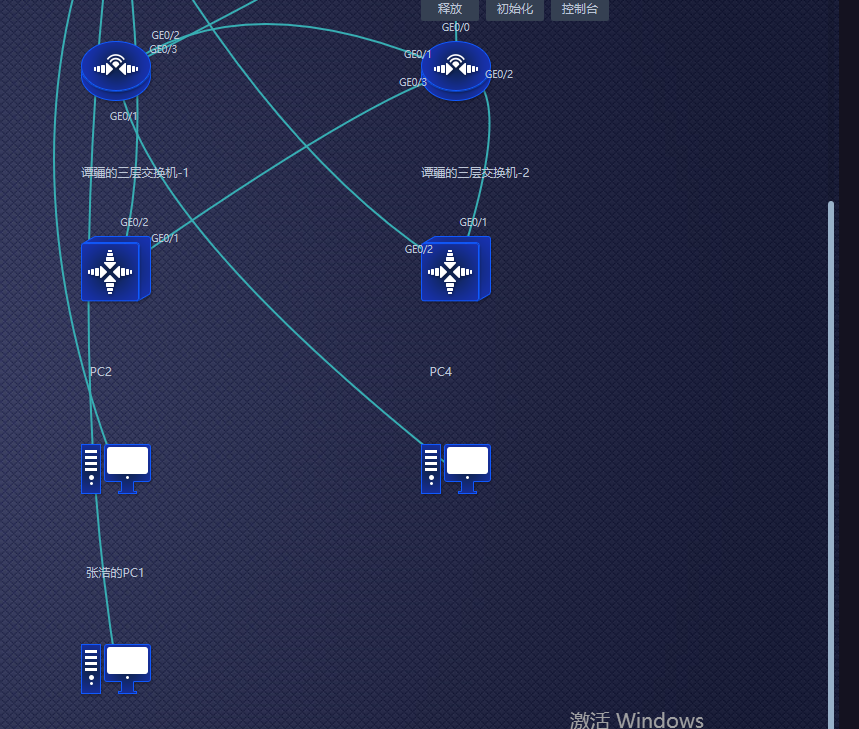 释放 初始化 控制台
GE0/0
GE0/2
GE0/3
GE0/1
GE0/3
GE0/2
GE0/1
谭骊的三层交换机-1
谭骊的三层交换机-2
GE0/2
GE0/1
GE0/1
GE0/2
PC2
PC4
张洁的PC1
激活 Windows